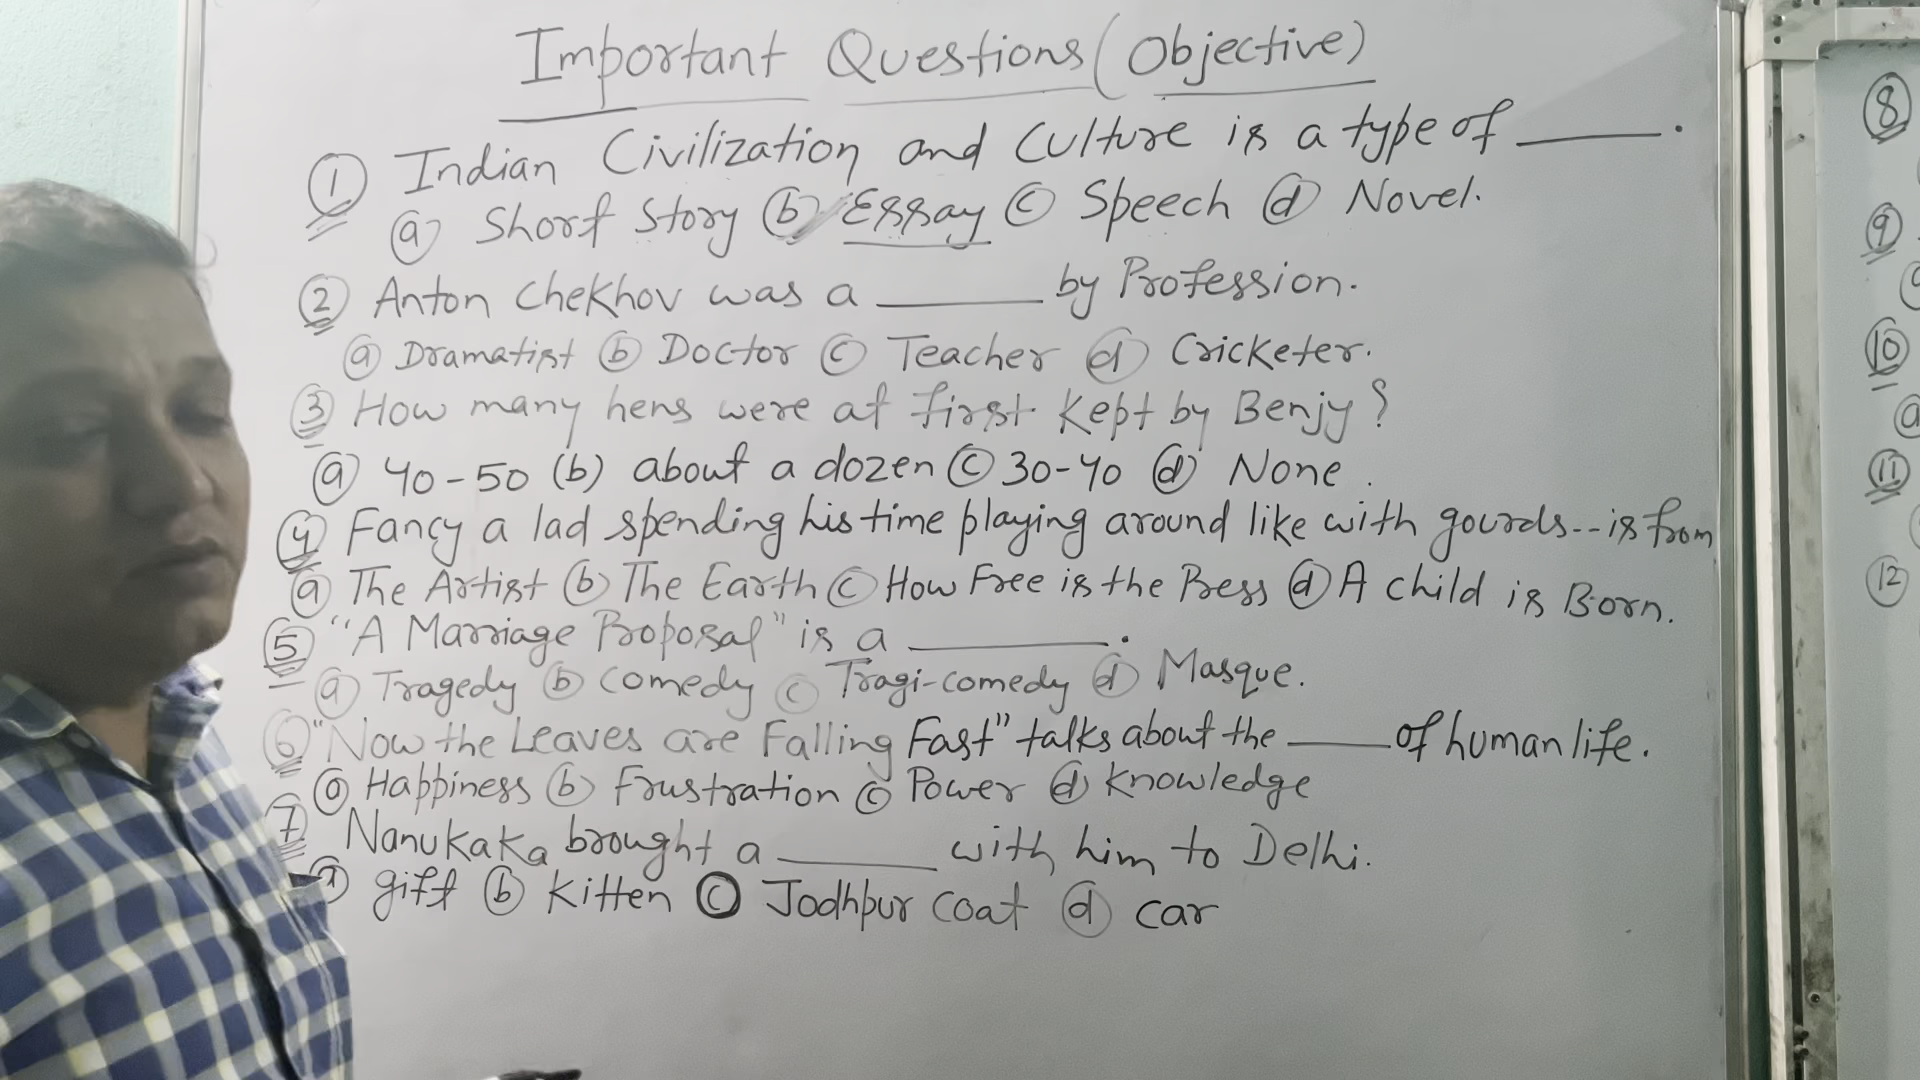 Important Questions (Objective)
① Indian Civilization and Culture is a type of ______.
ⓐ Short Story ⓑ Essay ⓒ Speech ⓓ Novel.
② Anton Chekhov was a ______ by Profession.
ⓐ Dramatist ⓑ Doctor ⓒ Teacher ⓓ Cricketer.
③ How many hens were at first Kept by Benjy?
ⓐ 40-50 (b) about a dozen ⓒ 30-40 ⓓ None.
④ Fancy a lad spending his time playing around like with gourds--is from
ⓐ The Artist ⓑ The Earth ⓒ How Free is the Press ⓓ A child is Born.
⑤ "A Marriage Proposal" is a ______.
ⓐ Tragedy ⓑ Comedy ⓒ Tragi-comedy ⓓ Masque.
⑥ "Now the Leaves are Falling Fast" talks about the ______ of human life.
ⓐ Happiness ⓑ Frustration ⓒ Power ⓓ Knowledge
7 Nanukaka brought a ______ with him to Delhi.
ⓐ gift ⓑ Kitten ⓒ Jodhpur coat ⓓ car
⑧
⑨
⑩
ⓐ
⑪
⑫